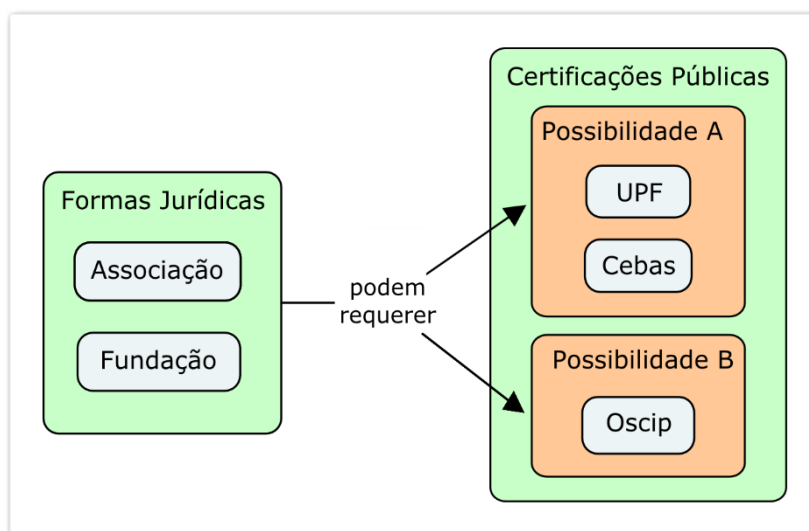 Formas Jurídicas
Associação
Fundação
podem
requerer
Certificações Públicas
Possibilidade A
UPF
Cebas
Possibilidade B
Oscip